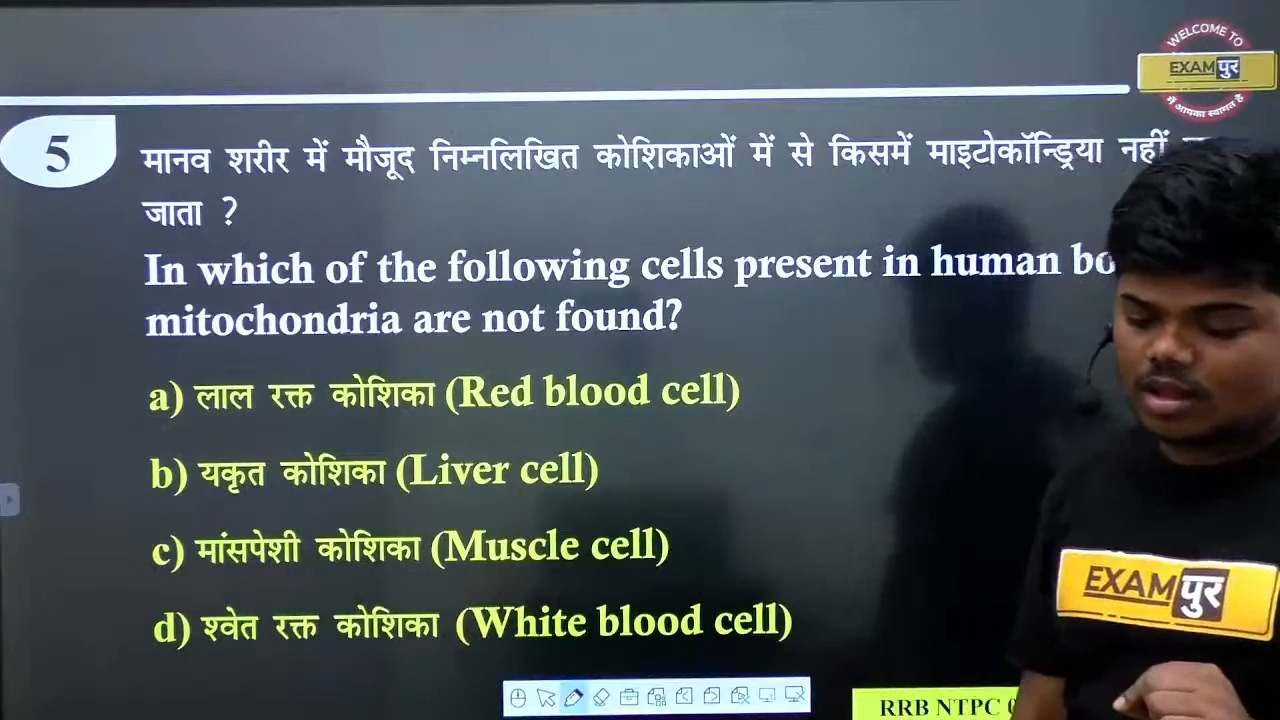 WELCOME TO
EXAMपुर
में आपका स्वागत है
5
मानव शरीर में मौजूद निम्नलिखित कोशिकाओं में से किसमें माइटोकॉन्ड्रिया नहीं
जाता ?
In which of the following cells present in human
mitochondria are not found?
a) लाल रक्त कोशिका (Red blood cell)
b) यकृत कोशिका (Liver cell)
c) मांसपेशी कोशिका (Muscle cell)
d) श्वेत रक्त कोशिका (White blood cell)
EXAMपुर
RRB NTPC